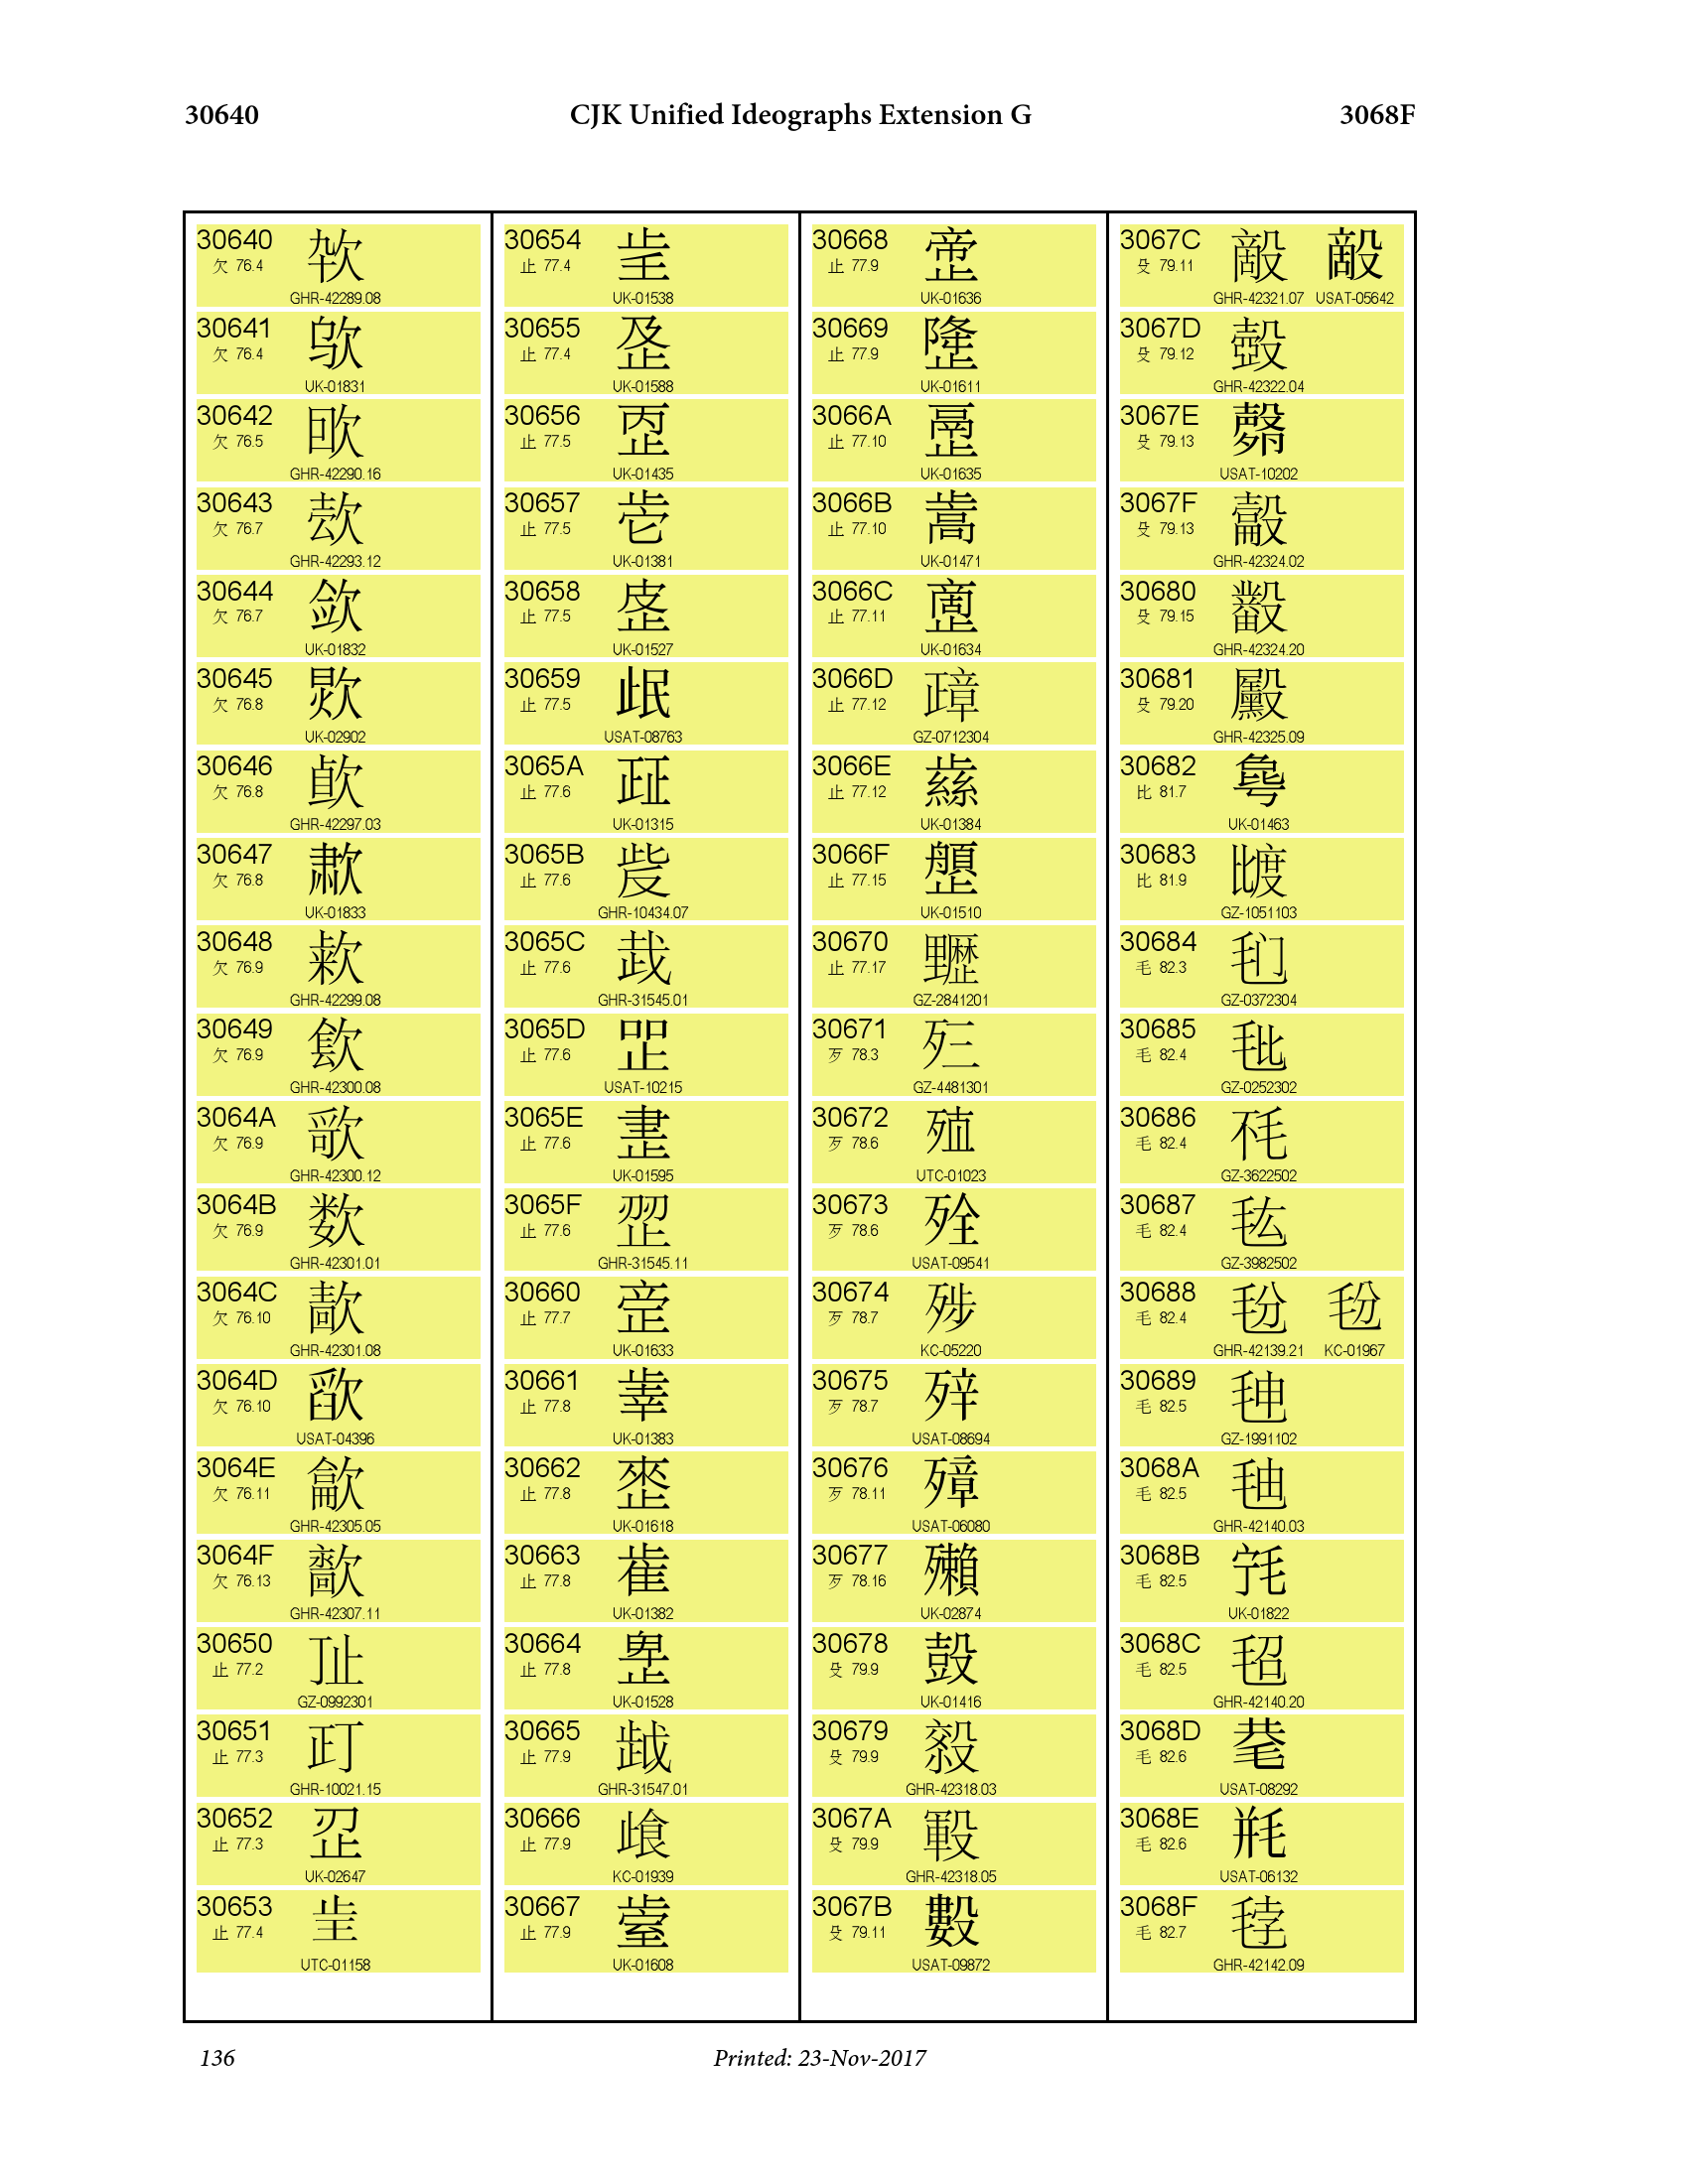 30640 CJK Unified Ideographs Extension G 3068F
30640
欠 76.4
GHR-42289.08
30641
欠 76.4
UK-01831
30642
欠 76.5
GHR-42290.16
30643
欠 76.7
GHR-42293.12
30644
欠 76.7
UK-01832
30645
欠 76.8
UK-02902
30646
欠 76.8
GHR-42297.03
30647
欠 76.8
UK-01833
30648
欠 76.9
GHR-42299.08
30649
欠 76.9
GHR-42300.08
3064A
欠 76.9
GHR-42300.12
3064B
欠 76.9
GHR-42301.01
3064C
欠 76.10
GHR-42301.08
3064D
欠 76.10
USAT-04396
3064E
欠 76.11
GHR-42305.05
3064F
欠 76.13
GHR-42307.11
30650
止 77.2
GZ-0992301
30651
止 77.3
GHR-10021.15
30652
止 77.3
UK-02647
30653
止 77.4
UTC-01158
30654
止 77.4
UK-01538
30655
止 77.4
UK-01588
30656
止 77.5
UK-01435
30657
止 77.5
UK-01381
30658
止 77.5
UK-01527
30659
止 77.5
USAT-08763
3065A
止 77.6
UK-01315
3065B
止 77.6
GHR-10434.07
3065C
止 77.6
GHR-31545.01
3065D
止 77.6
USAT-10215
3065E
止 77.6
UK-01595
3065F
止 77.6
GHR-31545.11
30660
止 77.7
UK-01633
30661
止 77.8
UK-01383
30662
止 77.8
UK-01618
30663
止 77.8
UK-01382
30664
止 77.8
UK-01528
30665
止 77.9
GHR-31547.01
30666
止 77.9
KC-01939
30667
止 77.9
UK-01608
30668
止 77.9
UK-01636
30669
止 77.9
UK-01611
3066A
止 77.10
UK-01635
3066B
止 77.10
UK-01471
3066C
止 77.11
UK-01634
3066D
止 77.12
GZ-0712304
3066E
止 77.12
UK-01384
3066F
止 77.15
UK-01510
30670
止 77.17
GZ-2841201
30671
歹 78.3
GZ-4481301
30672
歹 78.6
UTC-01023
30673
歹 78.6
USAT-09541
30674
歹 78.7
KC-05220
30675
歹 78.7
USAT-08694
30676
歹 78.11
USAT-06080
30677
歹 78.16
UK-02874
30678
殳 79.9
UK-01416
30679
殳 79.9
GHR-42318.03
3067A
殳 79.9
GHR-42318.05
3067B
殳 79.11
USAT-09872
3067C
殳 79.11
GHR-42321.07 USAT-05642
3067D
殳 79.12
GHR-42322.04
3067E
殳 79.13
USAT-10202
3067F
殳 79.13
GHR-42324.02
30680
殳 79.15
GHR-42324.20
30681
殳 79.20
GHR-42325.09
30682
比 81.7
UK-01463
30683
比 81.9
GZ-1051103
30684
毛 82.3
GZ-0372304
30685
毛 82.4
GZ-0252302
30686
毛 82.4
GZ-3622502
30687
毛 82.4
GZ-3982502
30688
毛 82.4
GHR-42139.21 KC-01967
30689
毛 82.5
GZ-1991102
3068A
毛 82.5
GHR-42140.03
3068B
毛 82.5
UK-01822
3068C
毛 82.5
GHR-42140.20
3068D
毛 82.6
USAT-08292
3068E
毛 82.6
USAT-06132
3068F
毛 82.7
GHR-42142.09
136 Printed: 23-Nov-2017